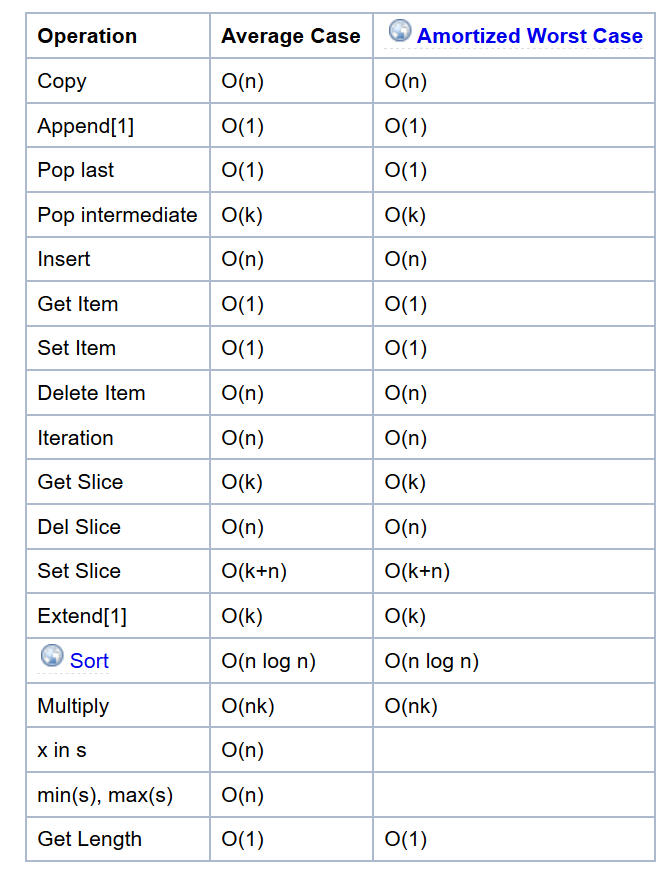 Operation Average Case Amortized Worst Case
Copy O(n) O(n)
Append[1] O(1) O(1)
Pop last O(1) O(1)
Pop intermediate O(k) O(k)
Insert O(n) O(n)
Get Item O(1) O(1)
Set Item O(1) O(1)
Delete Item O(n) O(n)
Iteration O(n) O(n)
Get Slice O(k) O(k)
Del Slice O(n) O(n)
Set Slice O(k+n) O(k+n)
Extend[1] O(k) O(k)
Sort O(n log n) O(n log n)
Multiply O(nk) O(nk)
x in s O(n)
min(s), max(s) O(n)
Get Length O(1) O(1)